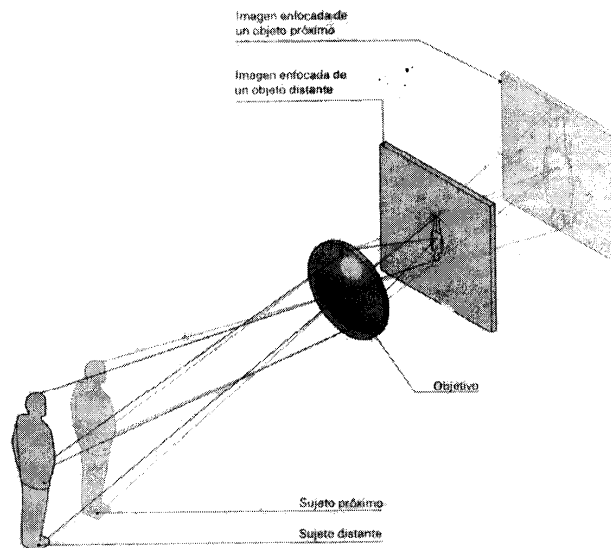 Imagen enfocada de
un objeto próximo
Imagen enfocada de
un objeto distante
Objetivo
Sujeto próximo
Sujeto distante